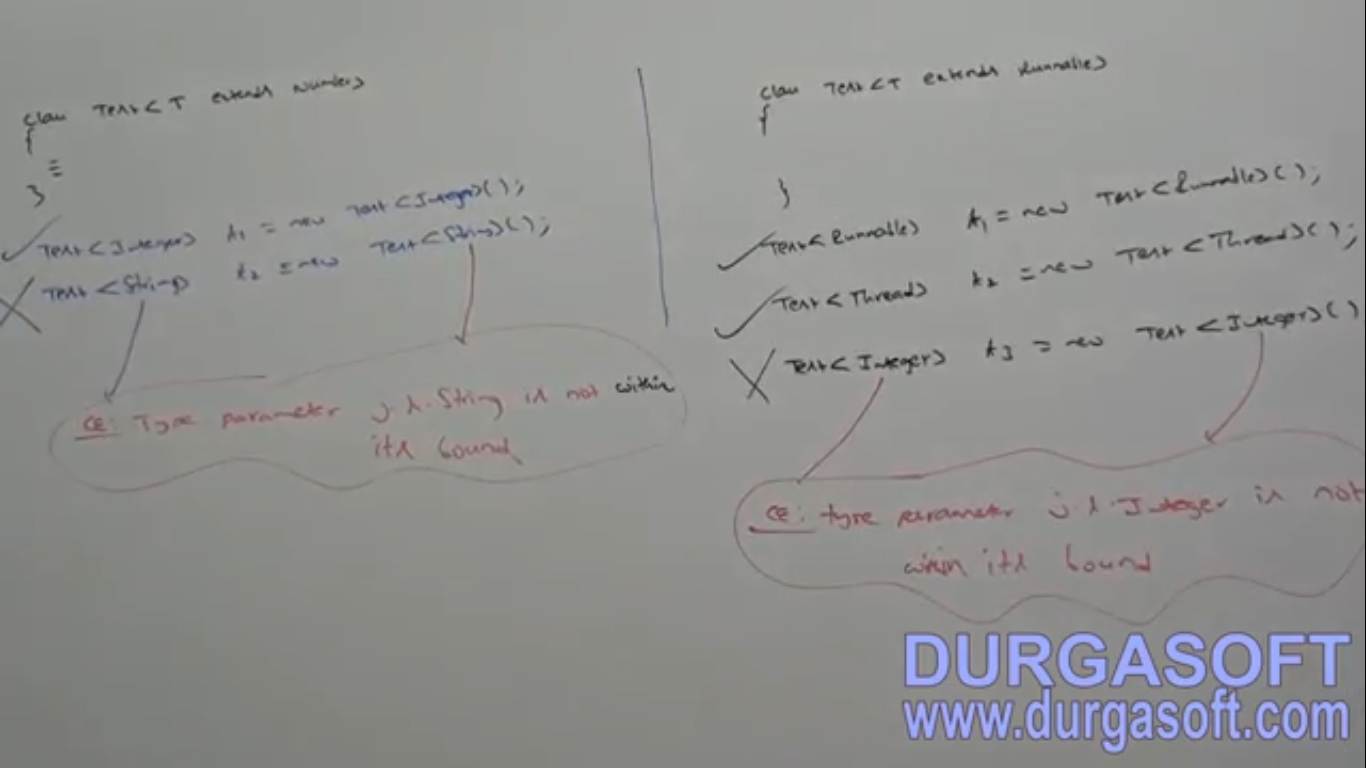 class Test<T extends Number>
{
≡
}
Test<Integer> t1 = new Test<Integer>();
Test<String> t2 = new Test<String>();
CE: Type parameter j.l.String is not within
its bound
class Test<T extends Runnable>
{
}
Test<Runnable> t1 = new Test<Runnable>();
Test<Thread> t2 = new Test<Thread>();
Test<Integer> t3 = new Test<Integer>()
CE: type parameter j.l.Integer is not
within its bound
DURGASOFT
www.durgasoft.com